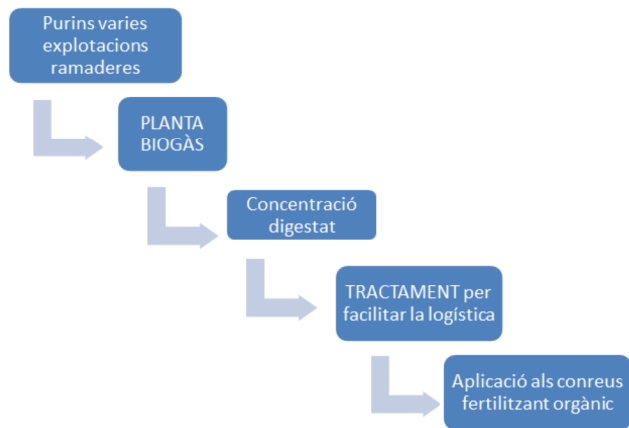 Purins varies
explotacions
ramaderes
PLANTA
BIOGÀS
Concentració
digestat
TRACTAMENT per
facilitar la logística
Aplicació als conreus
fertilitzant orgànic